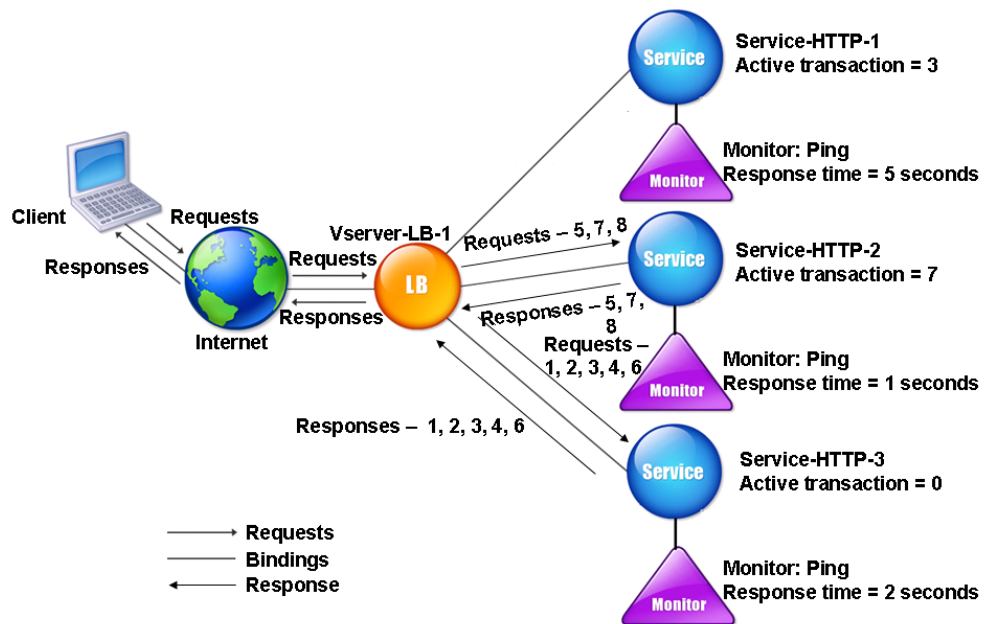 Service
Service-HTTP-1
Active transaction = 3
Monitor
Monitor: Ping
Response time = 5 seconds
Client
Requests
Responses
Internet
Requests
Responses
Vserver-LB-1
LB
Requests – 5, 7, 8
Responses – 5, 7,
8
Service
Service-HTTP-2
Active transaction = 7
Monitor
Monitor: Ping
Response time = 1 seconds
Requests –
1, 2, 3, 4, 6
Responses – 1, 2, 3, 4, 6
Service
Service-HTTP-3
Active transaction = 0
Monitor
Monitor: Ping
Response time = 2 seconds
Requests
Bindings
Response